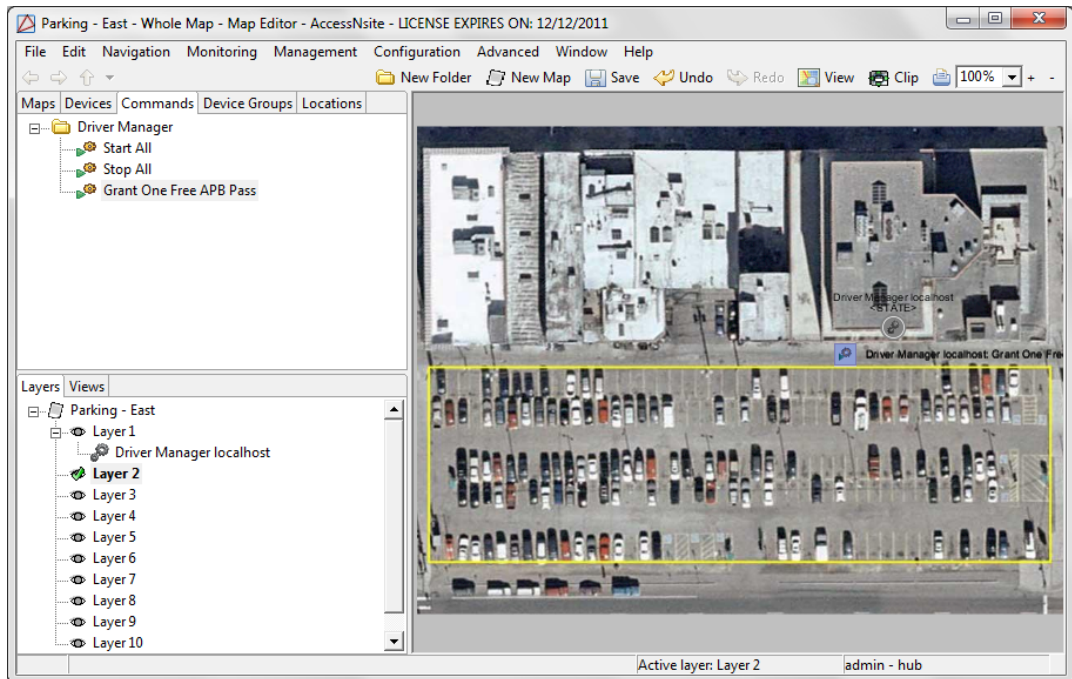 Parking - East - Whole Map - Map Editor - AccessNsite - LICENSE EXPIRES ON: 12/12/2011
File Edit Navigation Monitoring Management Configuration Advanced Window Help
New Folder New Map Save Undo Redo View Clip 100% + -
Maps Devices Commands Device Groups Locations
Driver Manager
Start All
Stop All
Grant One Free APB Pass
Layers Views
Parking - East
Layer 1
Driver Manager localhost
Layer 2
Layer 3
Layer 4
Layer 5
Layer 6
Layer 7
Layer 8
Layer 9
Layer 10
Driver Manager localhost
<STATE>
Driver Manager localhost: Grant One Free
Active layer: Layer 2 admin - hub